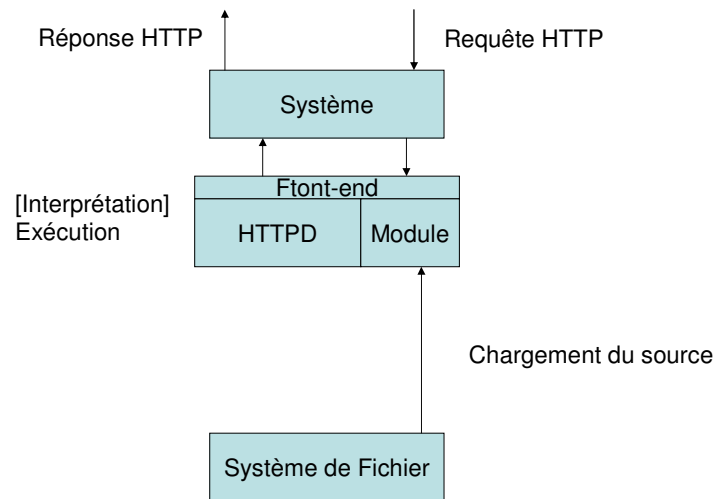 Réponse HTTP
Requête HTTP
Système
Ftont-end
[Interprétation]
Exécution
HTTPD
Module
Chargement du source
Système de Fichier